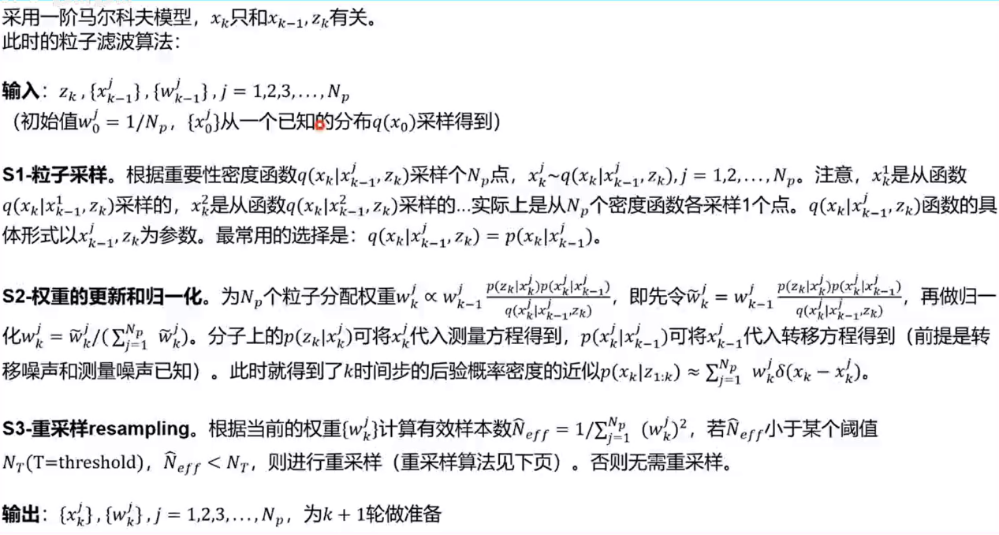 采用一阶马尔科夫模型，$x_k$只和$x_{k-1}, z_k$有关。
此时的粒子滤波算法：
输入：$z_k, \{x_{k-1}^j\}, \{w_{k-1}^j\}, j = 1,2,3,\ldots,N_p$
（初始值$w_0^j = 1/N_p$，$\{x_0^j\}$从一个已知的分布$q(x_0)$采样得到）
S1-粒子采样。根据重要性密度函数$q(x_k|x_{k-1}^j, z_k)$采样个$N_p$点，$x_k^j \sim q(x_k|x_{k-1}^j, z_k), j = 1,2,\ldots,N_p$。注意，$x_k^1$是从函数
$q(x_k|x_{k-1}^1, z_k)$采样的，$x_k^2$是从函数$q(x_k|x_{k-1}^2, z_k)$采样的…实际上是从$N_p$个密度函数各采样1个点。$q(x_k|x_{k-1}^j, z_k)$函数的具
体形式以$x_{k-1}^j, z_k$为参数。最常用的选择是：$q(x_k|x_{k-1}^j, z_k) = p(x_k|x_{k-1}^j)$。
S2-权重的更新和归一化。为$N_p$个粒子分配权重$w_k^j \propto w_{k-1}^j \frac{p(z_k|x_k^j)p(x_k^j|x_{k-1}^j)}{q(x_k^j|x_{k-1}^j,z_k)}$，即先令$\tilde{w}_k^j = w_{k-1}^j \frac{p(z_k|x_k^j)p(x_k^j|x_{k-1}^j)}{q(x_k^j|x_{k-1}^j,z_k)}$，再做归一
化$w_k^j = \tilde{w}_k^j/(\sum_{j=1}^{N_p} \tilde{w}_k^j)$。分子上的$p(z_k|x_k^j)$可将$x_k^j$代入测量方程得到，$p(x_k^j|x_{k-1}^j)$可将$x_{k-1}^j$代入转移方程得到（前提是转
移噪声和测量噪声已知）。此时就得到了$k$时间步的后验概率密度的近似$p(x_k|z_{1:k}) \approx \sum_{j=1}^{N_p} w_k^j \delta(x_k - x_k^j)$。
S3-重采样resampling。根据当前的权重$\{w_k^j\}$计算有效样本数$\hat{N}_{eff} = 1/\sum_{j=1}^{N_p} (w_k^j)^2$，若$\hat{N}_{eff}$小于某个阈值
$N_T$(T=threshold)，$\hat{N}_{eff} < N_T$，则进行重采样（重采样算法见下页）。否则无需重采样。
输出：$\{x_k^j\}, \{w_k^j\}, j = 1,2,3,\ldots,N_p$，为$k + 1$轮做准备